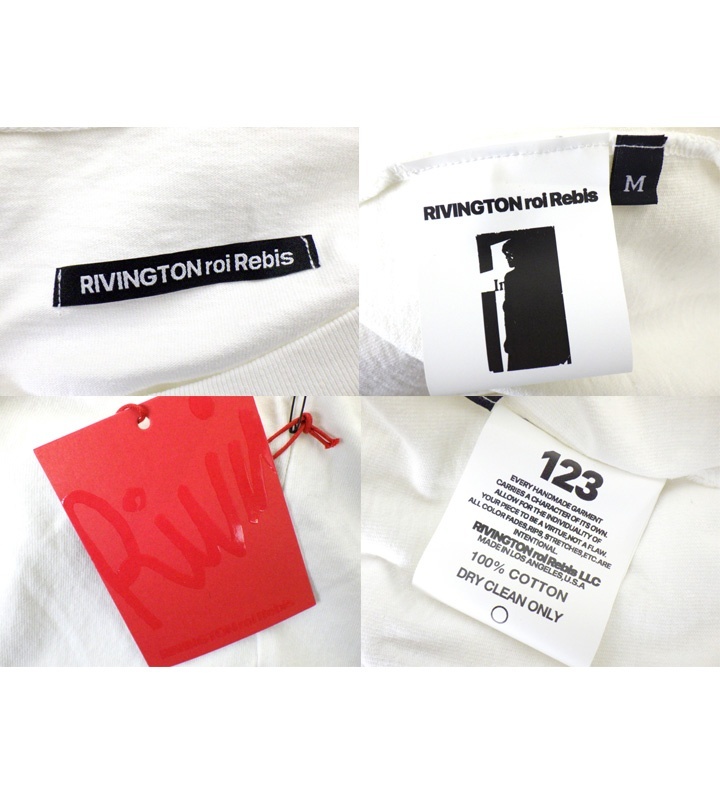 RIVINGTON roi Rebis
RIVINGTON roi Rebis
M
In
123
EVERY HANDMADE GARMENT
CARRIES A CHARACTER OF ITS OWN.
ALLOW FOR THE INDIVIDUALITY OF
YOUR PIECE TO BE A VIRTUE,NOT A FLAW.
ALL COLOR FADES,RIPS, STRETCHES,ETC.ARE
INTENTIONAL.
RIVINGTON roi Rebis LLC
MADE IN LOS ANGELES,U.S.A
100% COTTON
DRY CLEAN ONLY